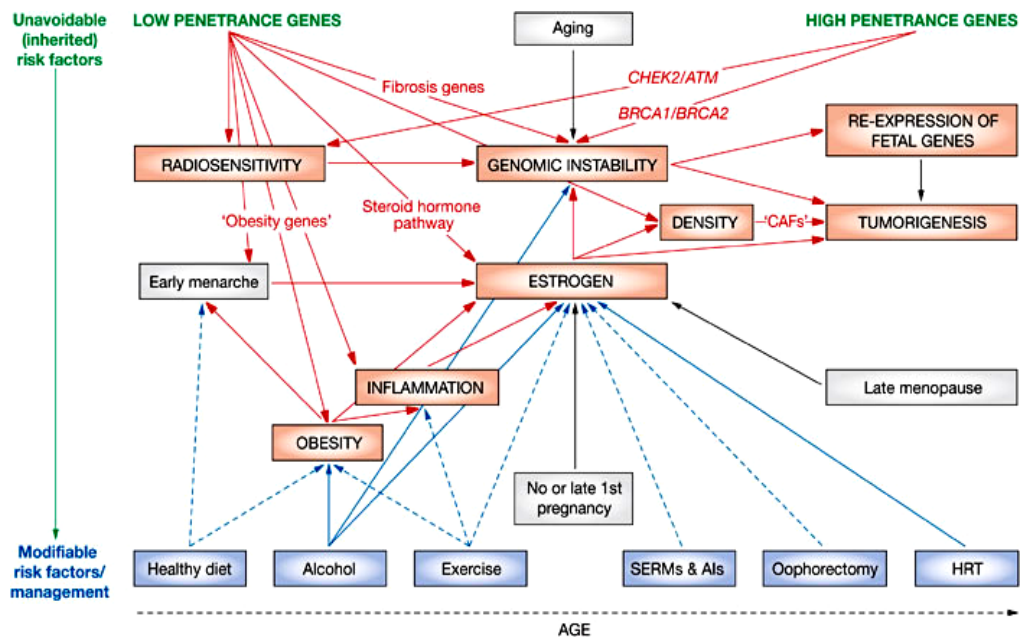 Unavoidable
(inherited)
risk factors
LOW PENETRANCE GENES
HIGH PENETRANCE GENES
Aging
CHEK2/ATM
Fibrosis genes
BRCA1/BRCA2
RE-EXPRESSION OF
FETAL GENES
RADIOSENSITIVITY
GENOMIC INSTABILITY
'Obesity genes'
Steroid hormone
pathway
DENSITY
'CAFs'
TUMORIGENESIS
Early menarche
ESTROGEN
INFLAMMATION
Late menopause
OBESITY
No or late 1st
pregnancy
Modifiable
risk factors/
management
Healthy diet
Alcohol
Exercise
SERMs & AIs
Oophorectomy
HRT
AGE